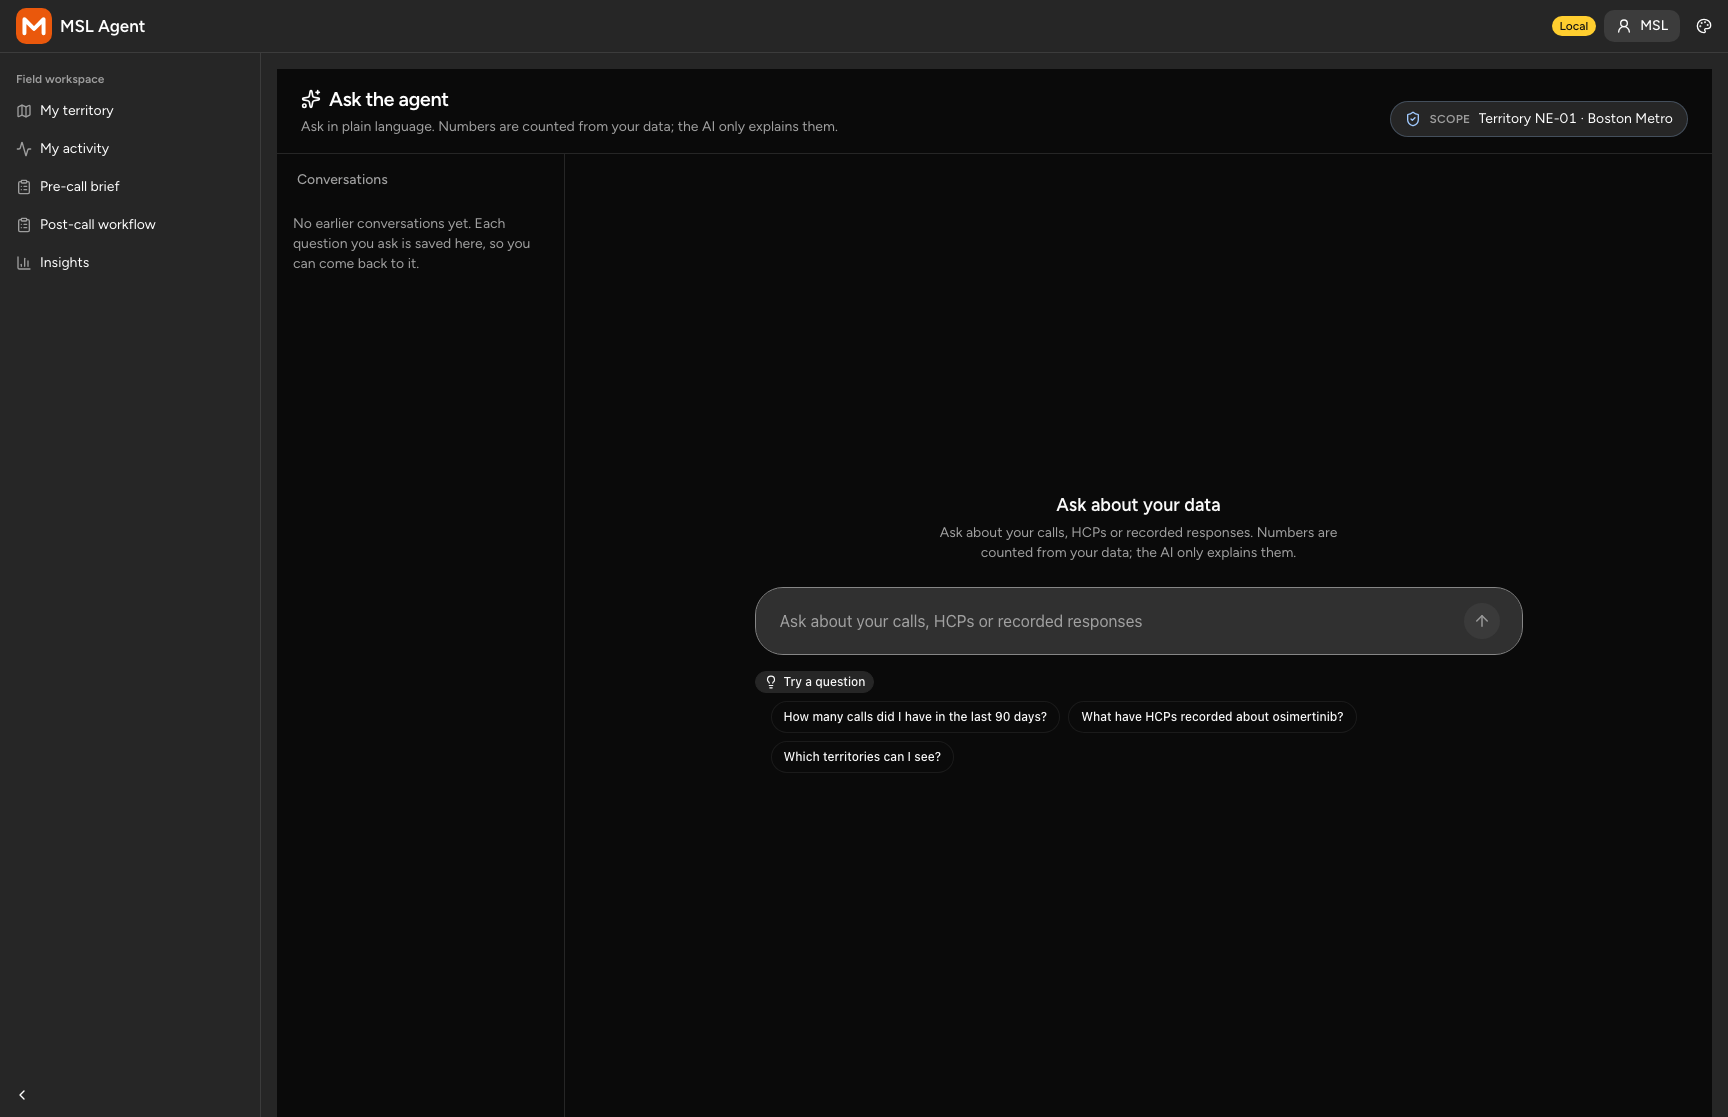 MSL Agent
Local
MSL
Field workspace
My territory
My activity
Pre-call brief
Post-call workflow
Insights
Ask the agent
Ask in plain language. Numbers are counted from your data; the AI only explains them.
SCOPE Territory NE-01 · Boston Metro
Conversations
No earlier conversations yet. Each
question you ask is saved here, so you
can come back to it.
Ask about your data
Ask about your calls, HCPs or recorded responses. Numbers are
counted from your data; the AI only explains them.
Ask about your calls, HCPs or recorded responses
Try a question
How many calls did I have in the last 90 days?
What have HCPs recorded about osimertinib?
Which territories can I see?